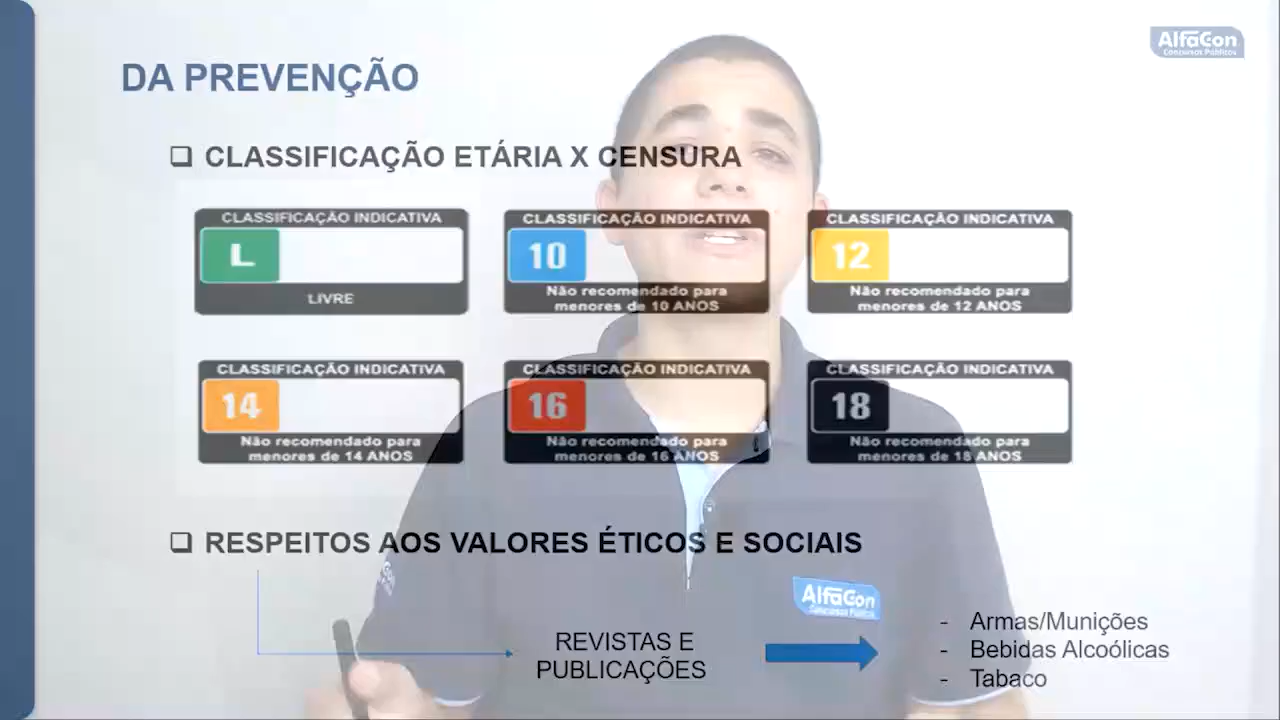 AlfaCon
Concursos Públicos
DA PREVENÇÃO
❑ CLASSIFICAÇÃO ETÁRIA X CENSURA
CLASSIFICAÇÃO INDICATIVA
L
LIVRE
CLASSIFICAÇÃO INDICATIVA
10
Não recomendado para
menores de 10 ANOS
CLASSIFICAÇÃO INDICATIVA
12
Não recomendado para
menores de 12 ANOS
CLASSIFICAÇÃO INDICATIVA
14
Não recomendado para
menores de 14 ANOS
CLASSIFICAÇÃO INDICATIVA
16
Não recomendado para
menores de 16 ANOS
CLASSIFICAÇÃO INDICATIVA
18
Não recomendado para
menores de 18 ANOS
❑ RESPEITOS AOS VALORES ÉTICOS E SOCIAIS
AlfaCon
Concursos Públicos
REVISTAS E
PUBLICAÇÕES
- Armas/Munições
- Bebidas Alcoólicas
- Tabaco